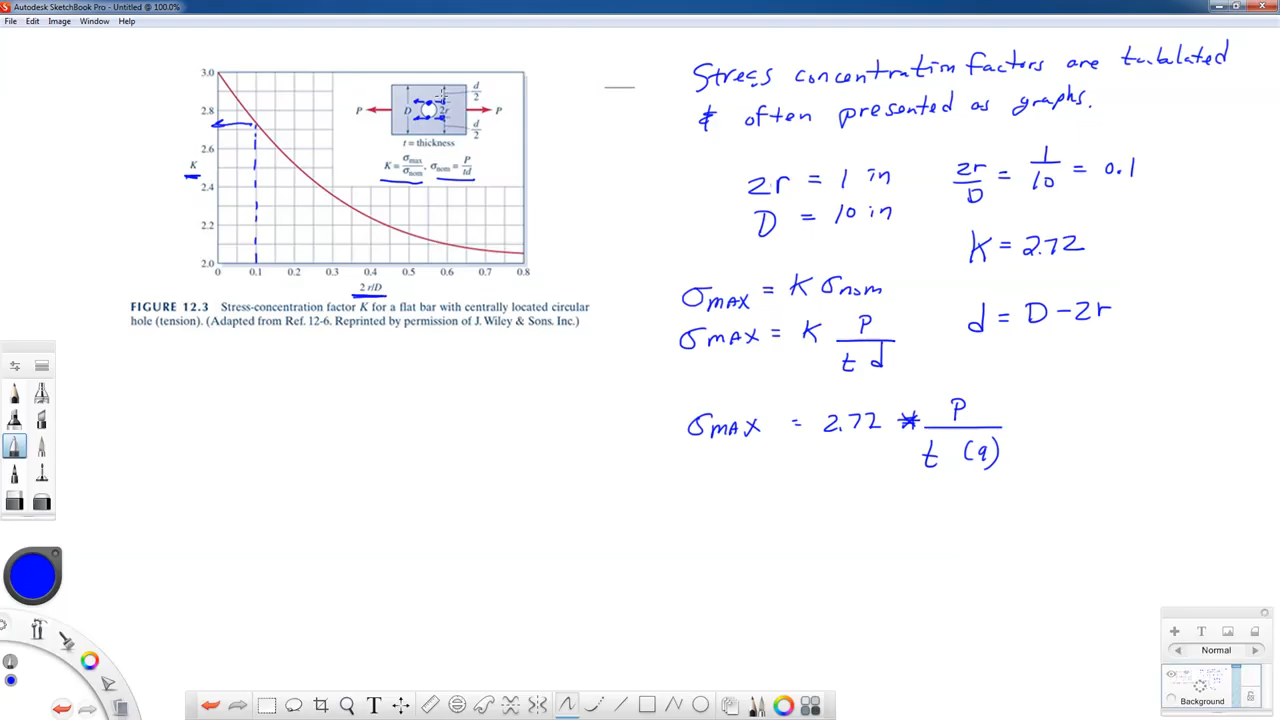 Autodesk SketchBook Pro - Untitled @ 100.0%
File Edit Image Window Help
3.0
2.8
2.6
2.4
2.2
2.0
K
0 0.1 0.2 0.3 0.4 0.5 0.6 0.7 0.8
2 r/D
P D 2r P
d/2
d/2
t = thickness
K = σmax/σnom, σnom = P/td
FIGURE 12.3 Stress-concentration factor K for a flat bar with centrally located circular
hole (tension). (Adapted from Ref. 12-6. Reprinted by permission of J. Wiley & Sons. Inc.)
Stress concentration factors are tabulated
& often presented as graphs.
2r = 1 in
D = 10 in
2r/D = 1/10 = 0.1
K = 2.72
σMAX = K σnom
σMAX = K P/t d
d = D - 2r
σMAX = 2.72 * P/t (9)
Normal
Background